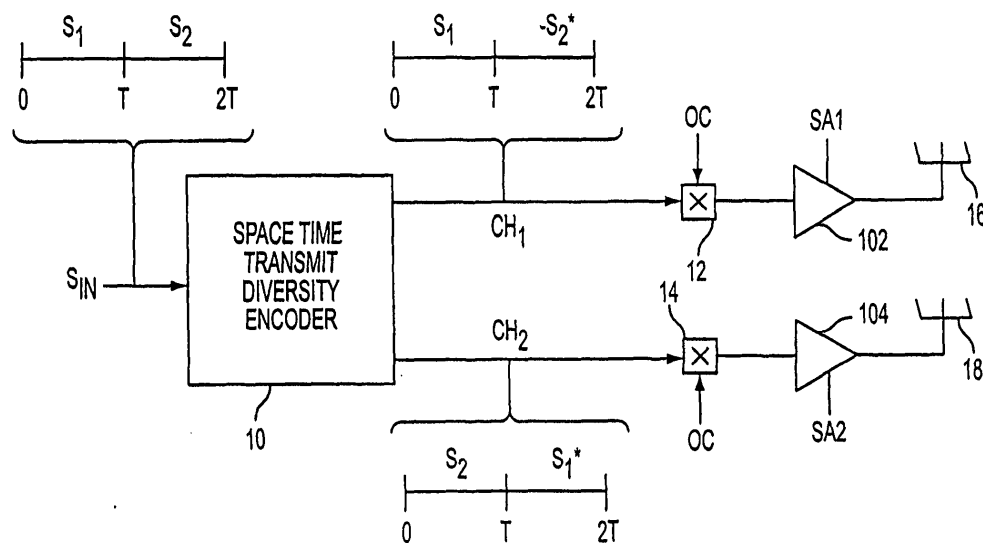 S1 S2
0 T 2T
S1 -S2*
0 T 2T
OC
SA1
16
CH1
12
102
SIN
SPACE TIME
TRANSMIT
DIVERSITY
ENCODER
14
104
CH2
18
10
OC
SA2
S2 S1*
0 T 2T